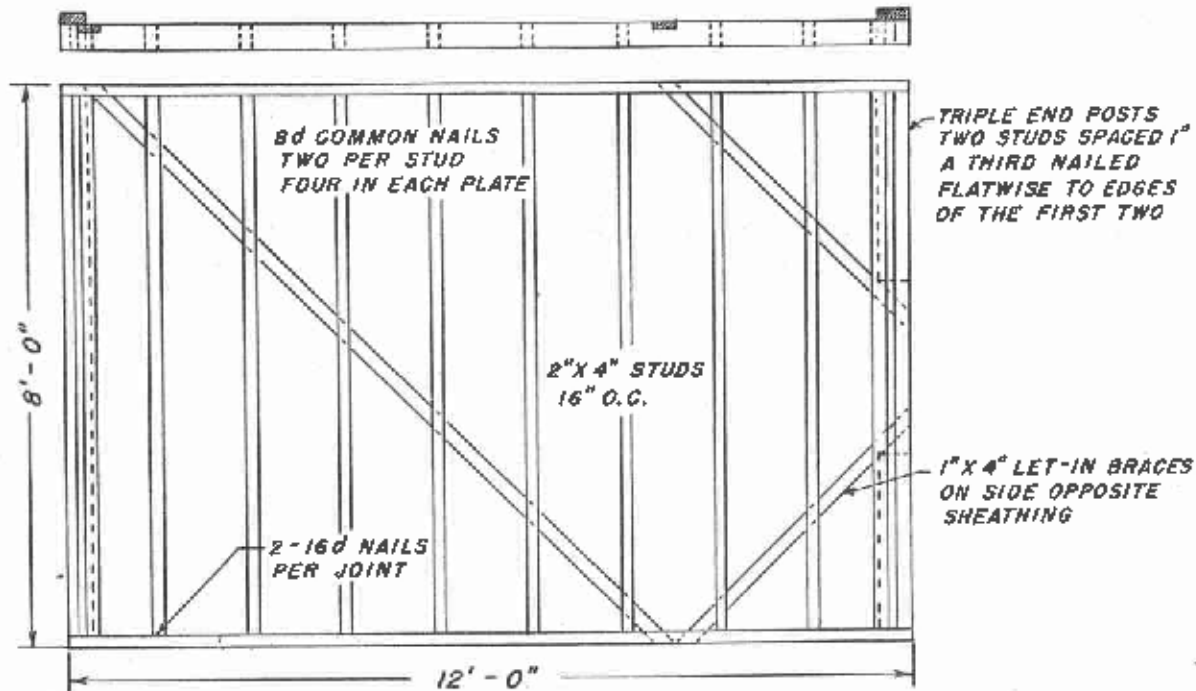 8d COMMON NAILS
TWO PER STUD
FOUR IN EACH PLATE
TRIPLE END POSTS
TWO STUDS SPACED 1"
A THIRD NAILED
FLATWISE TO EDGES
OF THE FIRST TWO
8'-0"
2"X 4" STUDS
16" O.C.
1"X 4" LET-IN BRACES
ON SIDE OPPOSITE
SHEATHING
2-16d NAILS
PER JOINT
12'-0"